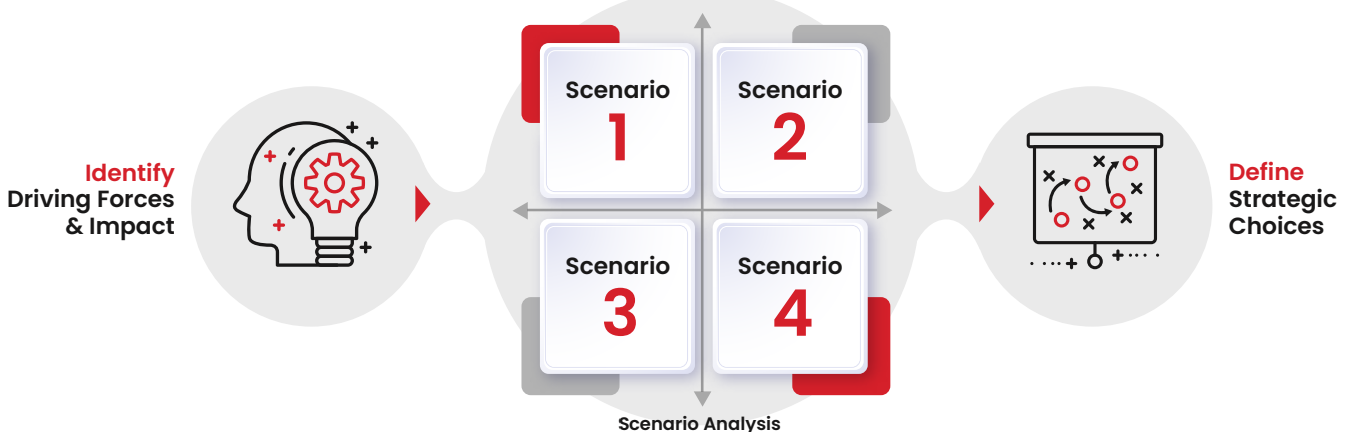 Identify
Driving Forces
& Impact
Scenario
1
Scenario
2
Scenario
3
Scenario
4
Scenario Analysis
Define
Strategic
Choices